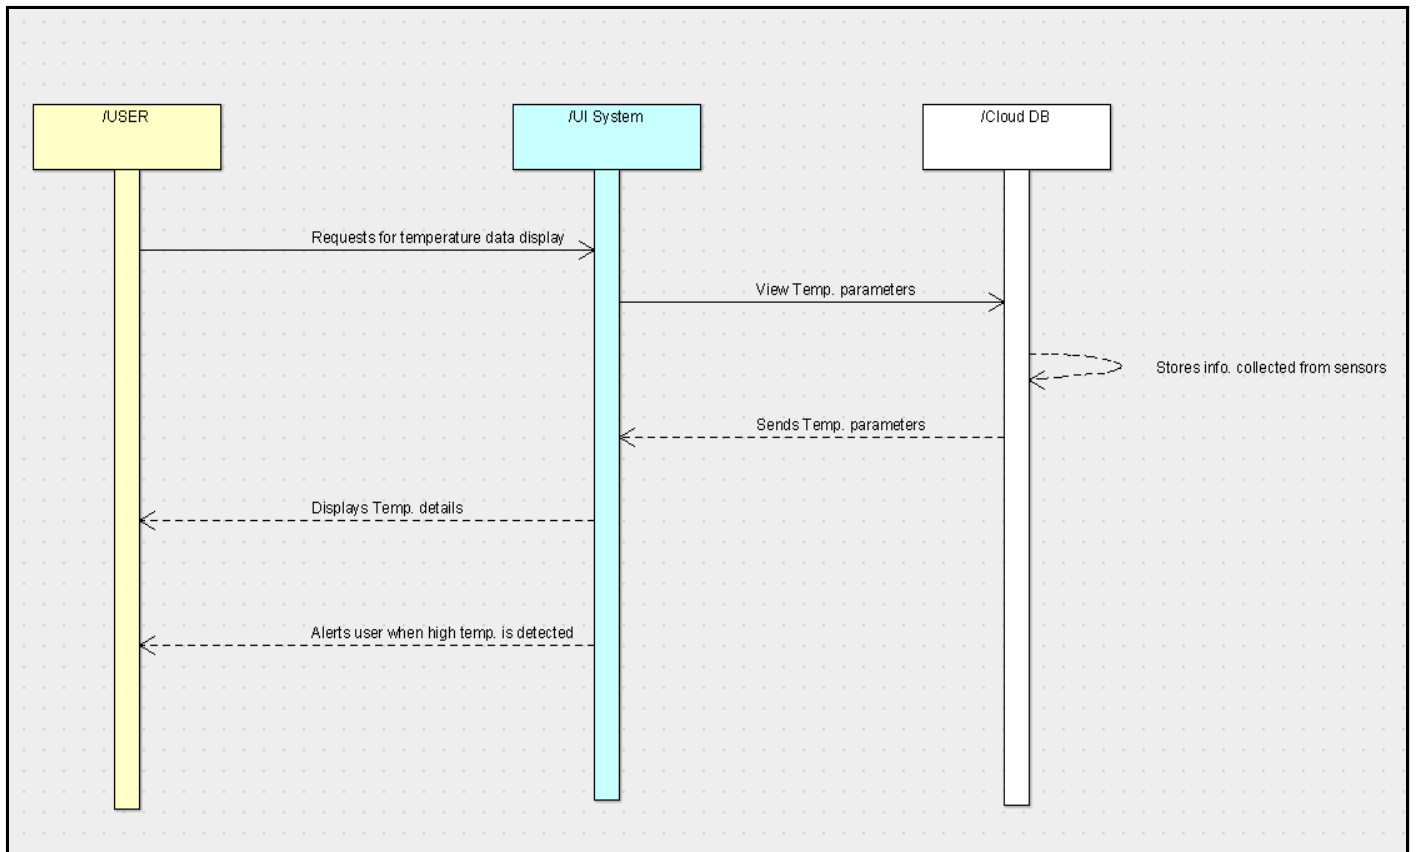 /USER
/UI System
/Cloud DB
Requests for temperature data display
View Temp. parameters
Stores info. collected from sensors
Sends Temp. parameters
Displays Temp. details
Alerts user when high temp. is detected